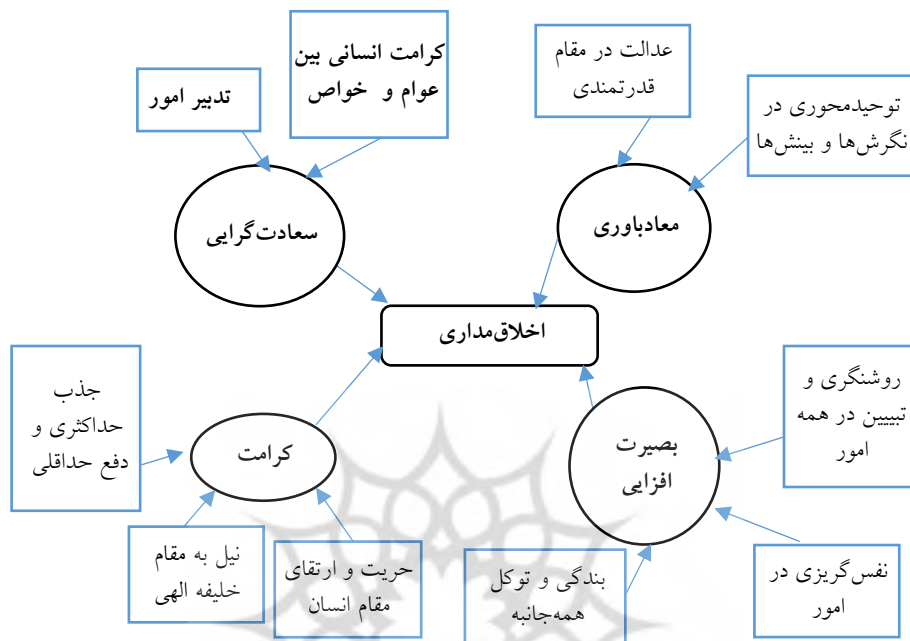 عدالت در مقام
قدرتمندی
توحیدمحوری در
نگرش‌ها و بینش‌ها
کرامت انسانی بین
عوام و خواص
تدبیر امور
معادباوری
سعادت‌گرایی
اخلاق‌مداری
روشنگری و
تبیین در همه
امور
بصیرت
افزایی
کرامت
جذب
حداکثری و
دفع حداقلی
نفس‌گریزی در
امور
بندگی و توکل
همه‌جانبه
حریت و ارتقای
مقام انسان
نیل به مقام
خلیفه الهی